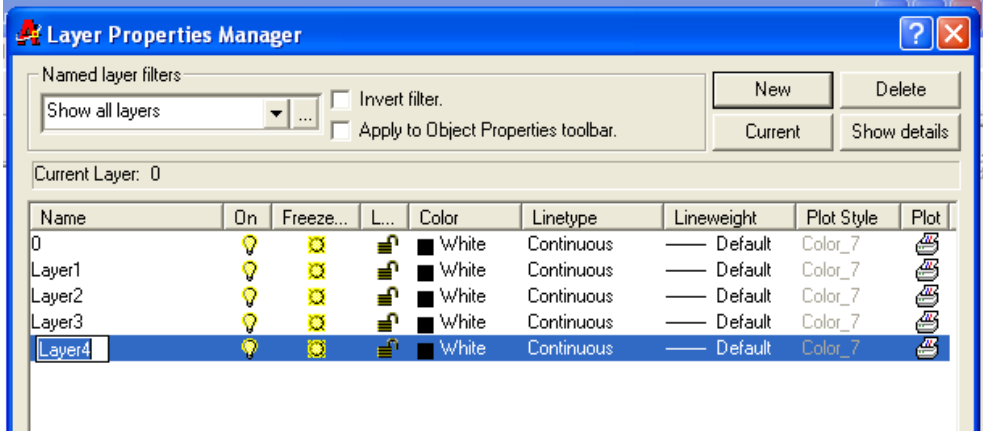 Layer Properties Manager
Named layer filters
Show all layers ... Invert filter. New Delete
Apply to Object Properties toolbar. Current Show details
Current Layer: 0
Name On Freeze... L... Color Linetype Lineweight Plot Style Plot
0 White Continuous Default Color_7
Layer1 White Continuous Default Color_7
Layer2 White Continuous Default Color_7
Layer3 White Continuous Default Color_7
Layer4 White Continuous Default Color_7